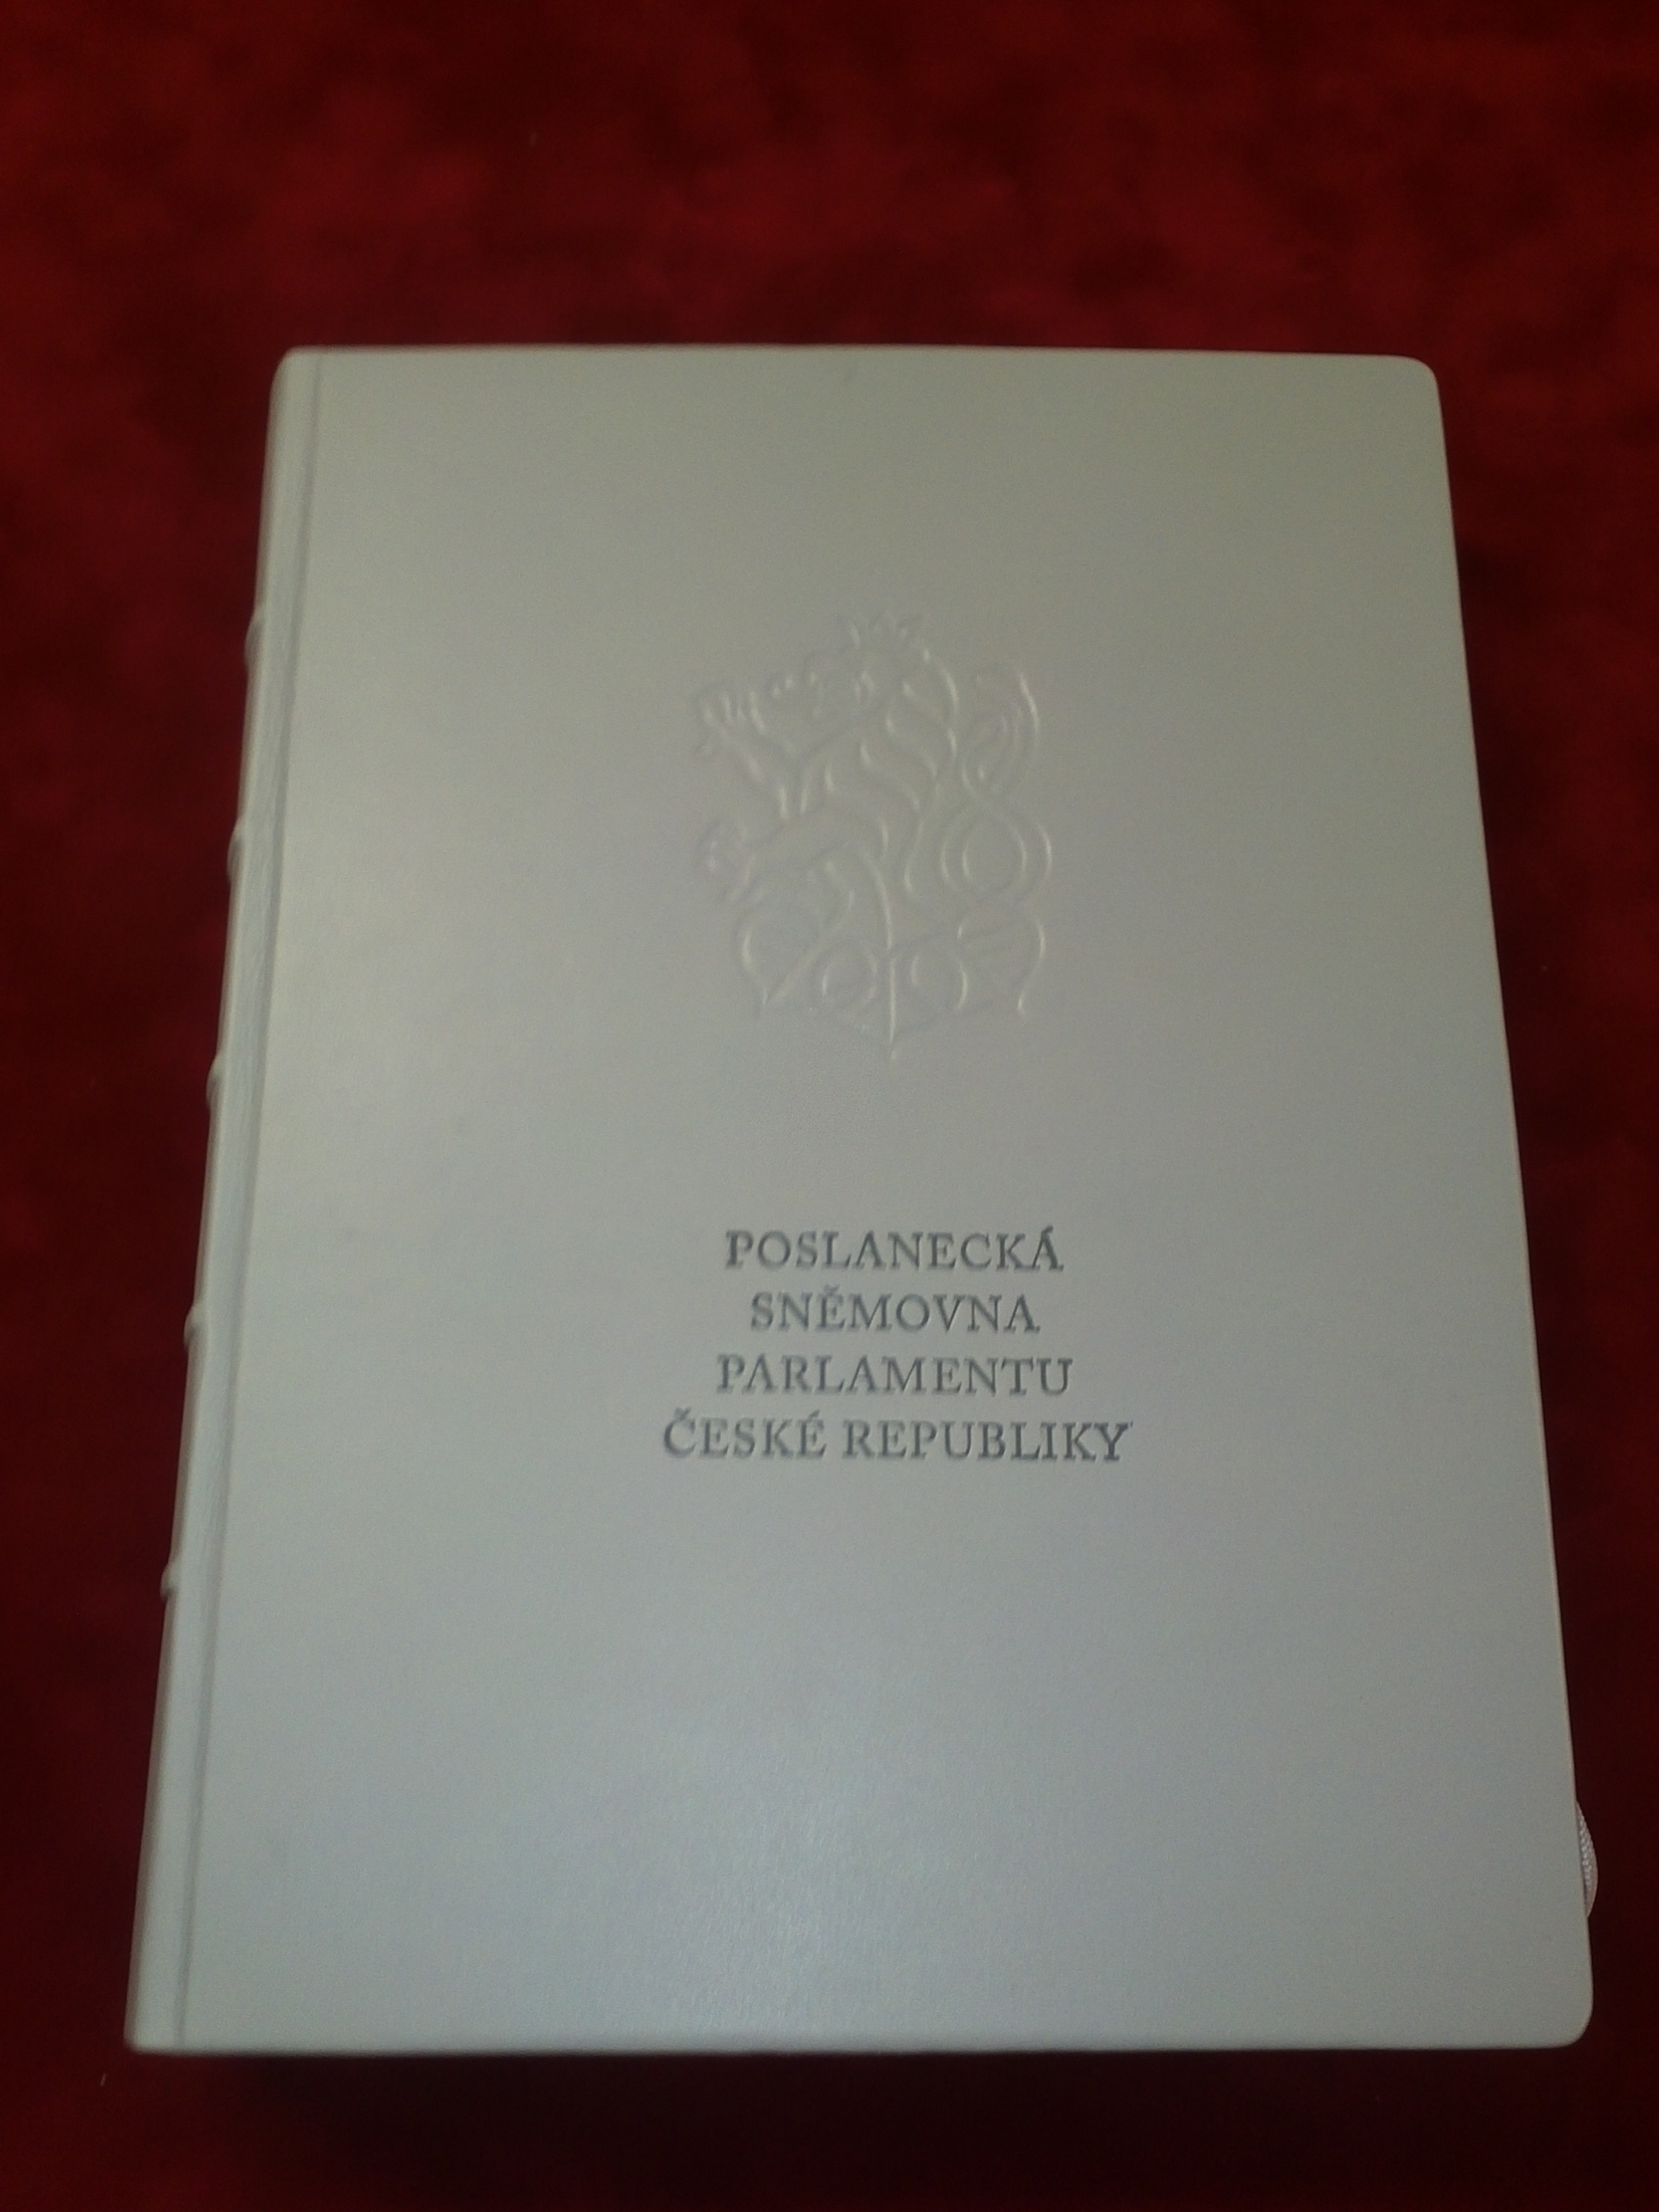 POSLANECKÁ
SNĚMOVNA
PARLAMENTU
ČESKÉ REPUBLIKY